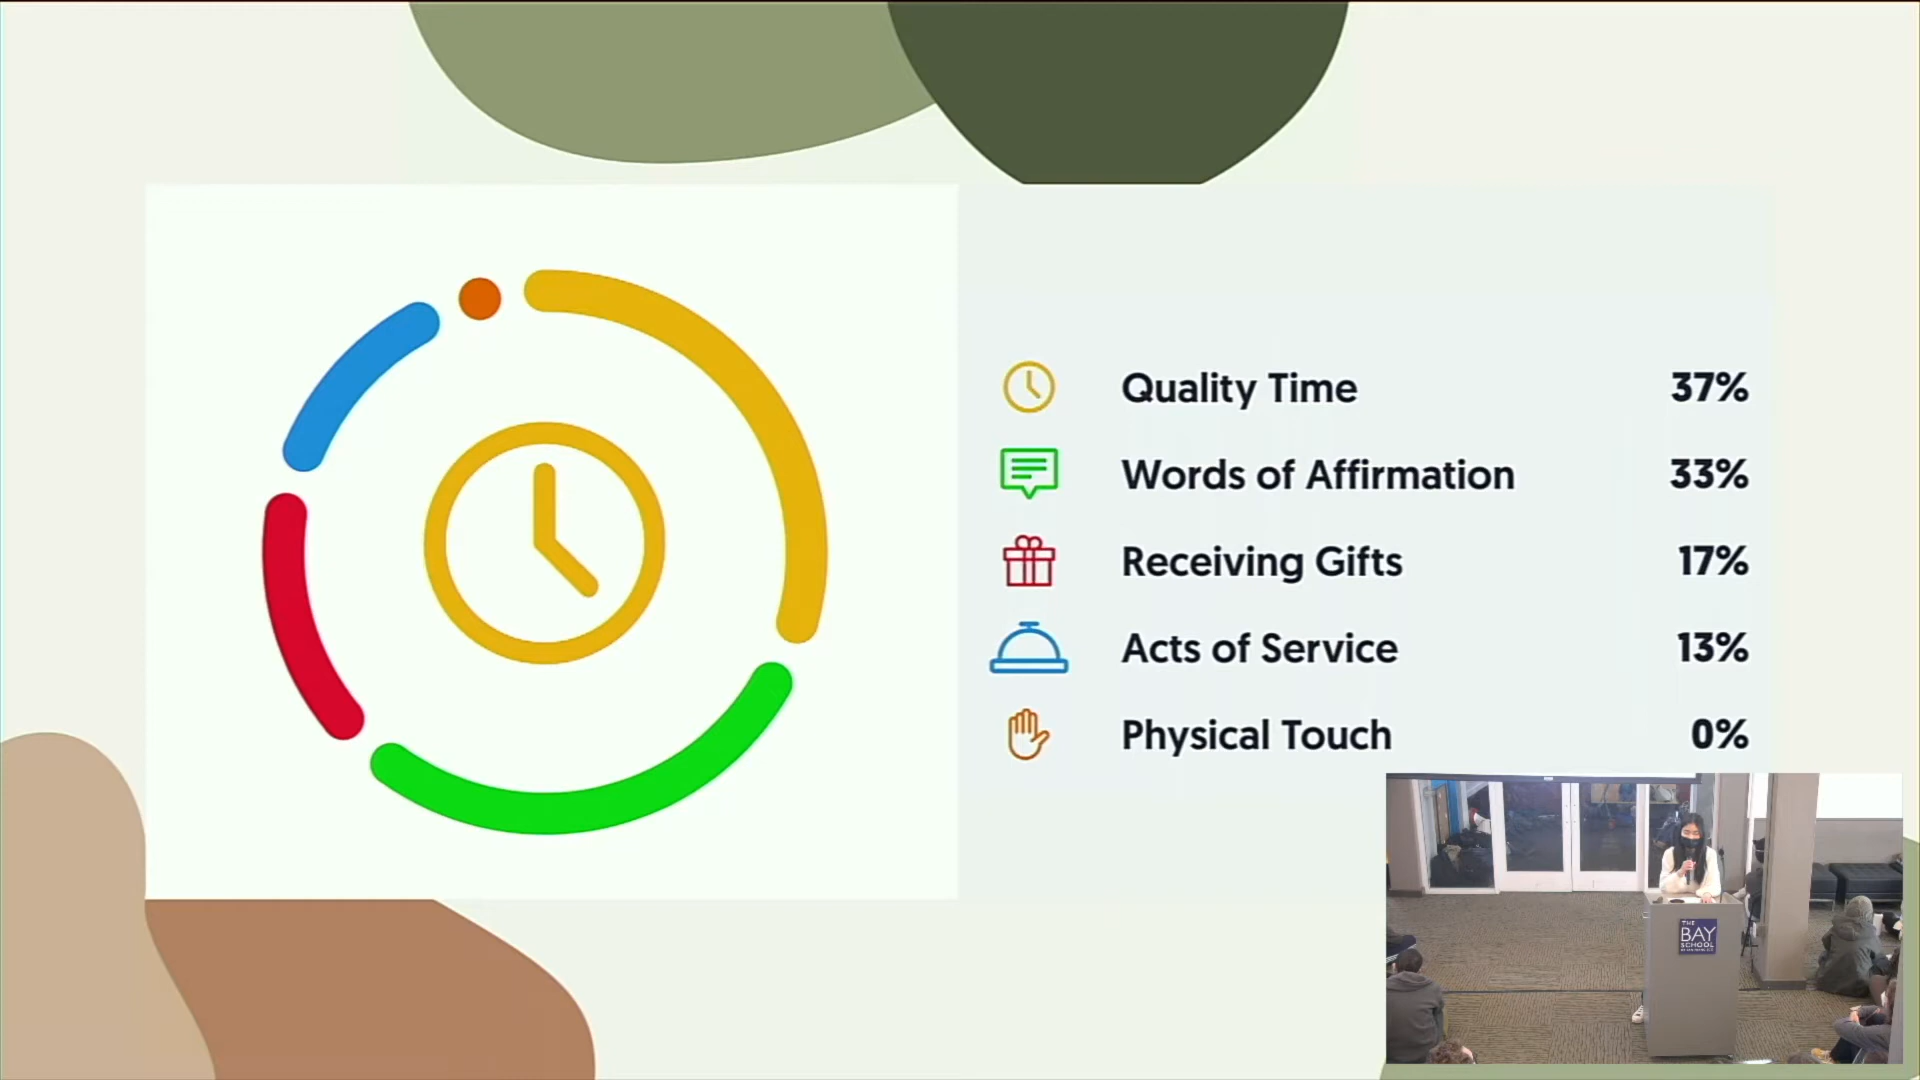 Quality Time 37%
Words of Affirmation 33%
Receiving Gifts 17%
Acts of Service 13%
Physical Touch 0%
THE
BAY
SCHOOL